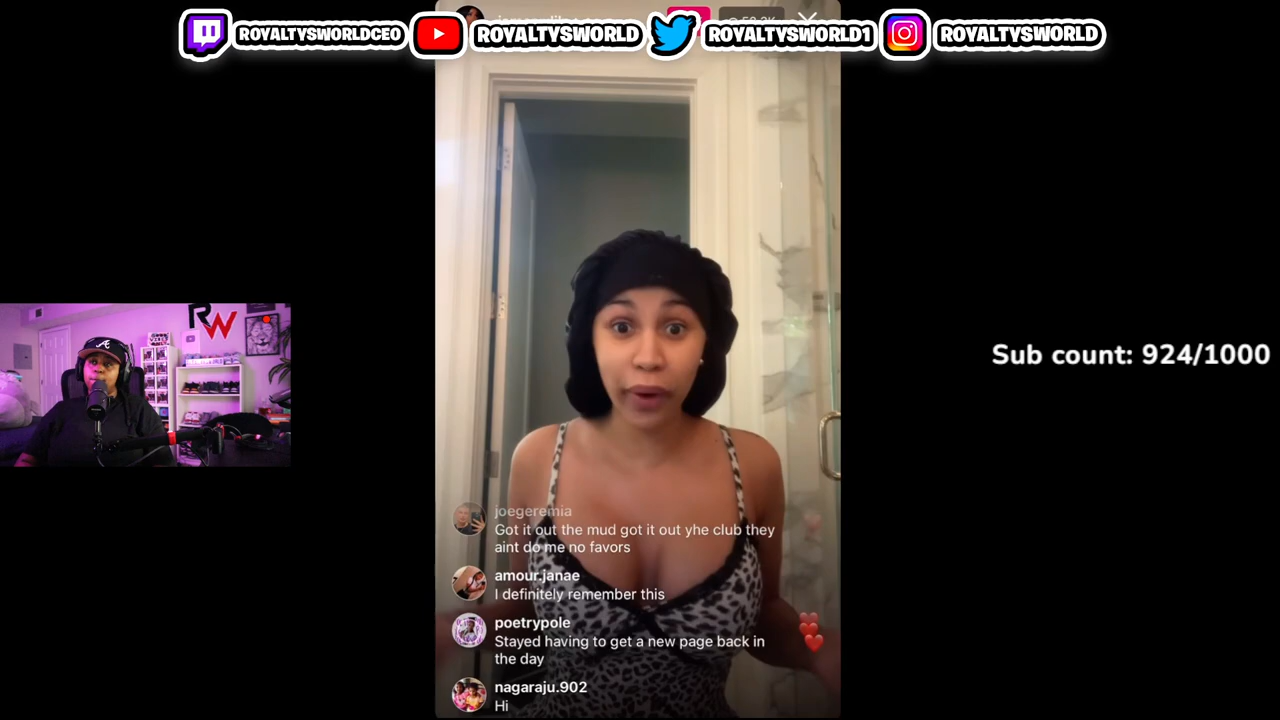 ROYALTYSWORLDCEO
ROYALTYSWORLD
ROYALTYSWORLD1
ROYALTYSWORLD
RW
A
Sub count: 924/1000
joegeremia
Got it out the mud got it out yhe club they
aint do me no favors
amour.janae
I definitely remember this
poetrypole
Stayed having to get a new page back in
the day
nagaraju.902
Hi